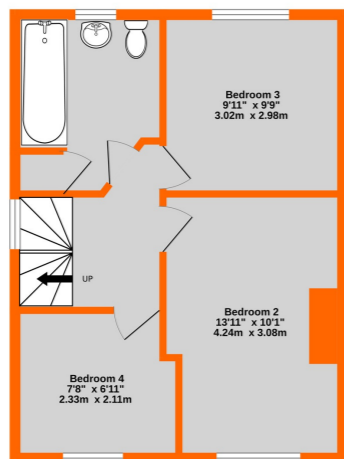 Bedroom 3
9'11" x 9'9"
3.02m x 2.98m
UP
Bedroom 2
13'11" x 10'1"
4.24m x 3.08m
Bedroom 4
7'8" x 6'11"
2.33m x 2.11m